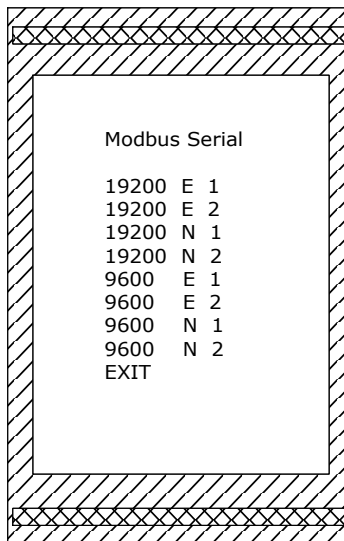 Modbus Serial
19200 E 1
19200 E 2
19200 N 1
19200 N 2
9600 E 1
9600 E 2
9600 N 1
9600 N 2
EXIT